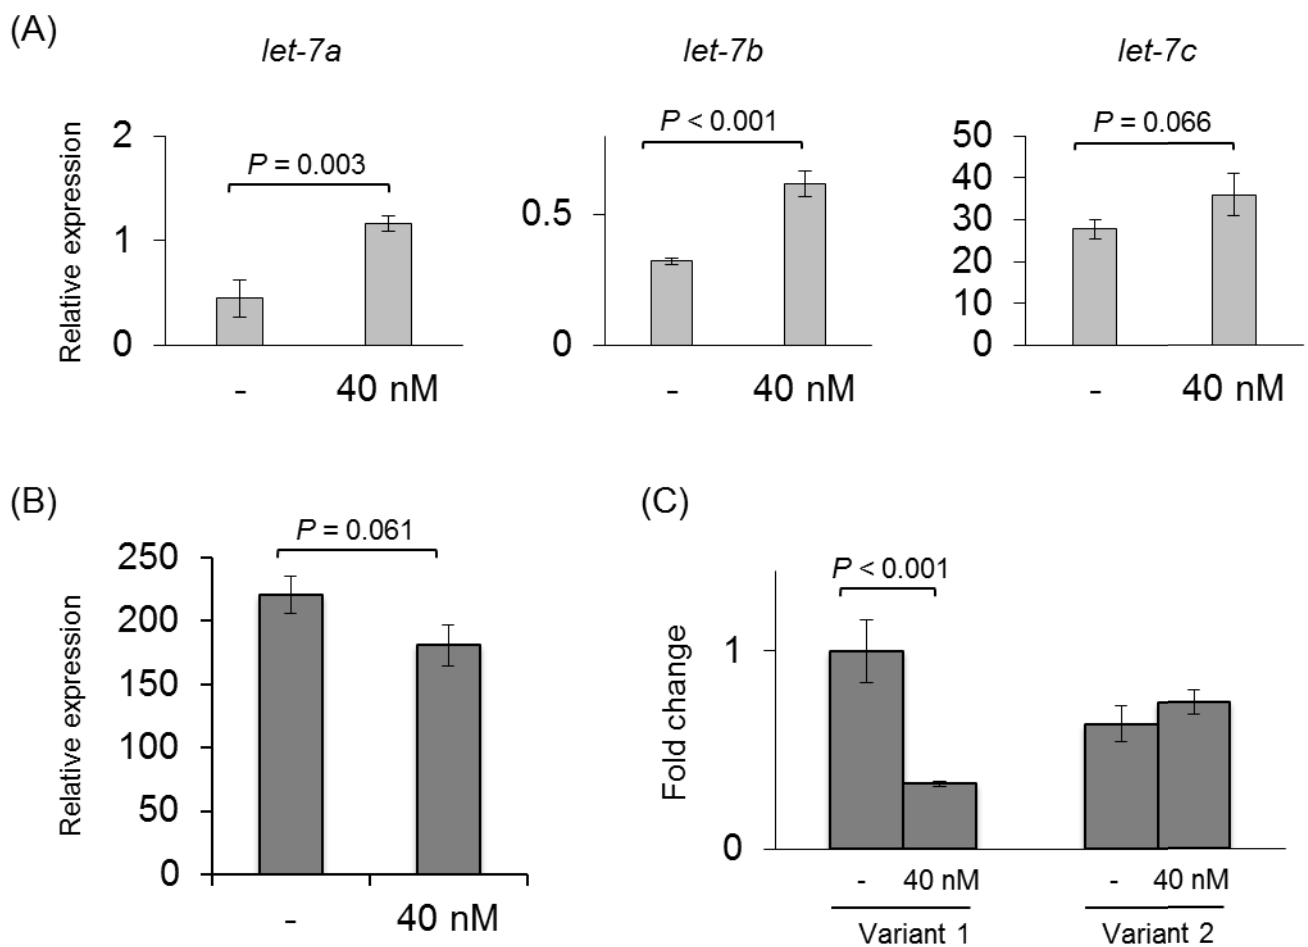 (A)
let-7a
let-7b
let-7c
Relative expression
2
1
0
P = 0.003
- 40 nM
0.5
0
P < 0.001
- 40 nM
50
40
30
20
10
0
P = 0.066
- 40 nM
(B)
Relative expression
250
200
150
100
50
0
P = 0.061
- 40 nM
(C)
Fold change
1
0
P < 0.001
- 40 nM - 40 nM
Variant 1 Variant 2